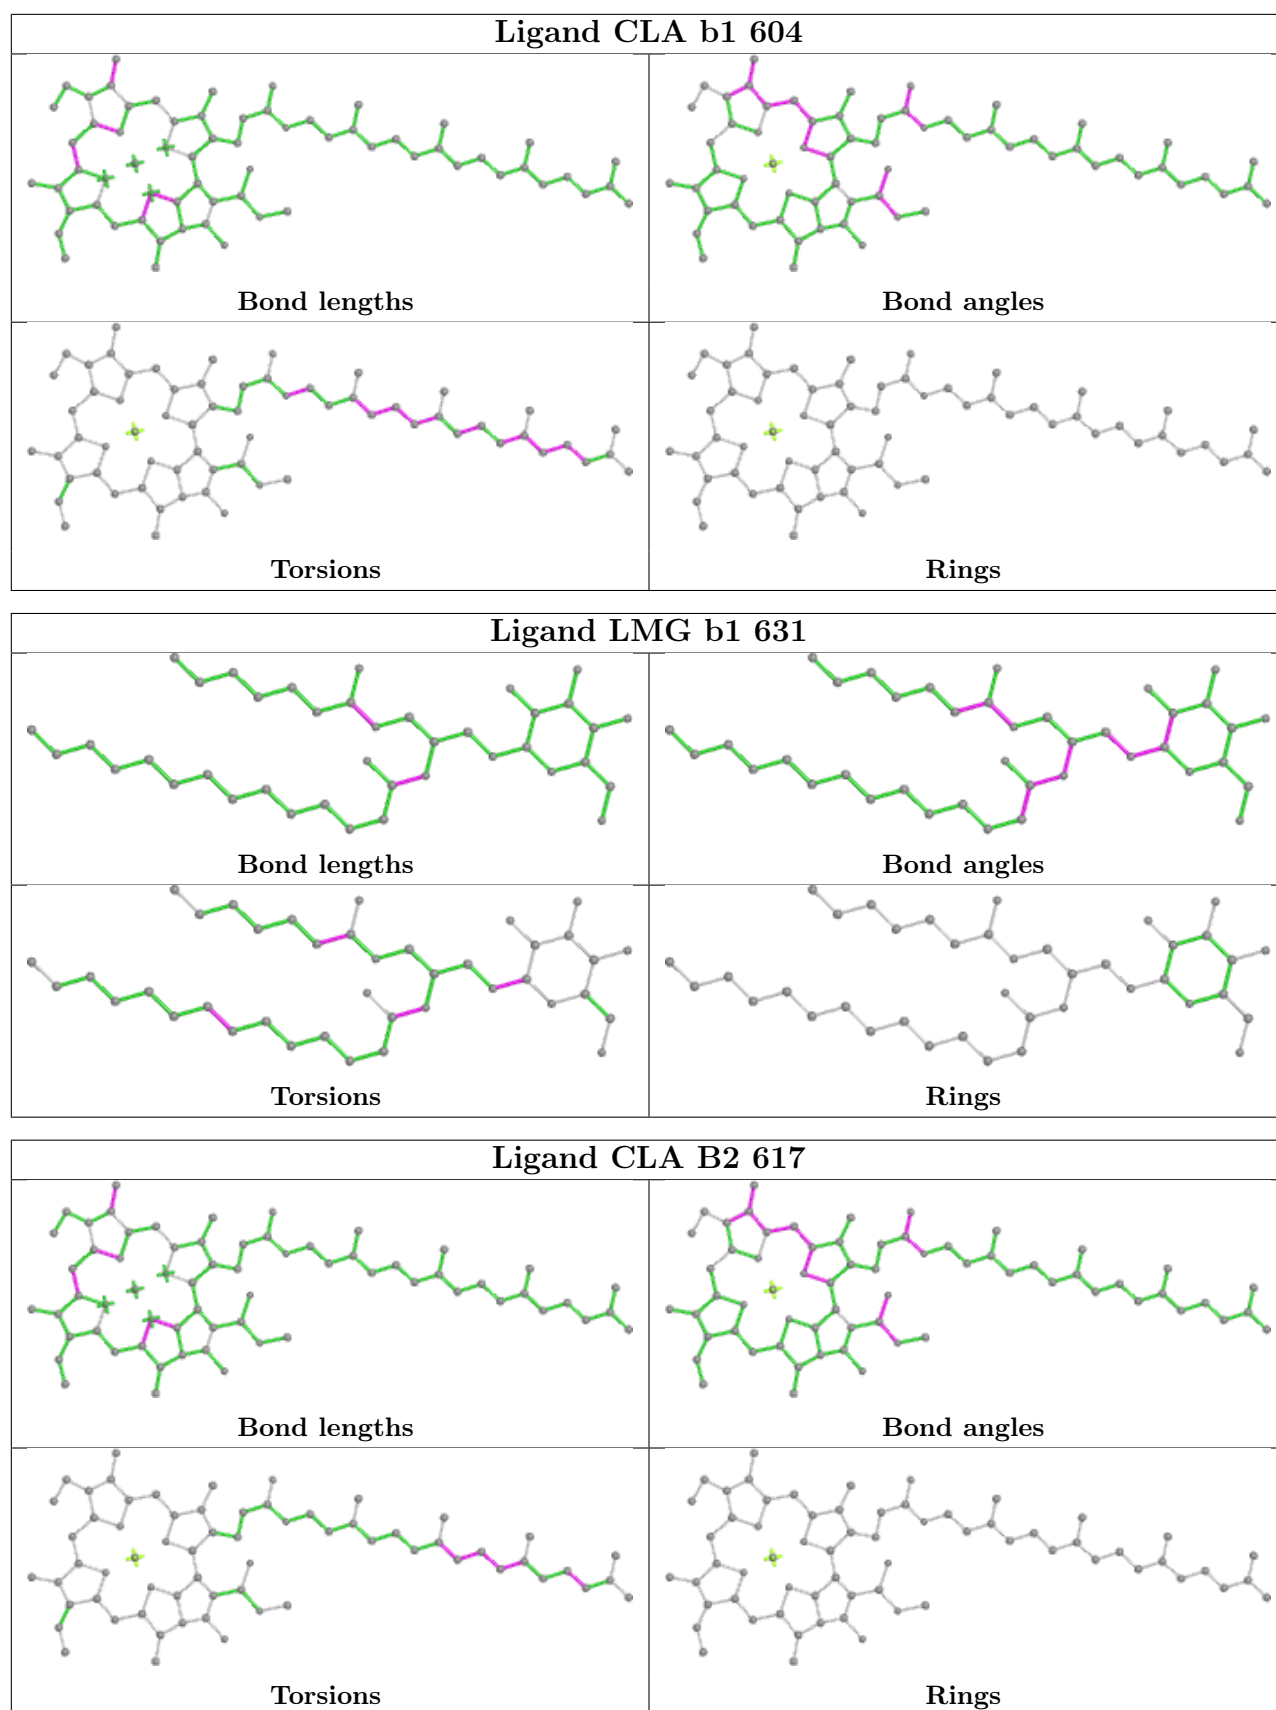 Ligand CLA b1 604
Bond lengths
Bond angles
Torsions
Rings
Ligand LMG b1 631
Bond lengths
Bond angles
Torsions
Rings
Ligand CLA B2 617
Bond lengths
Bond angles
Torsions
Rings